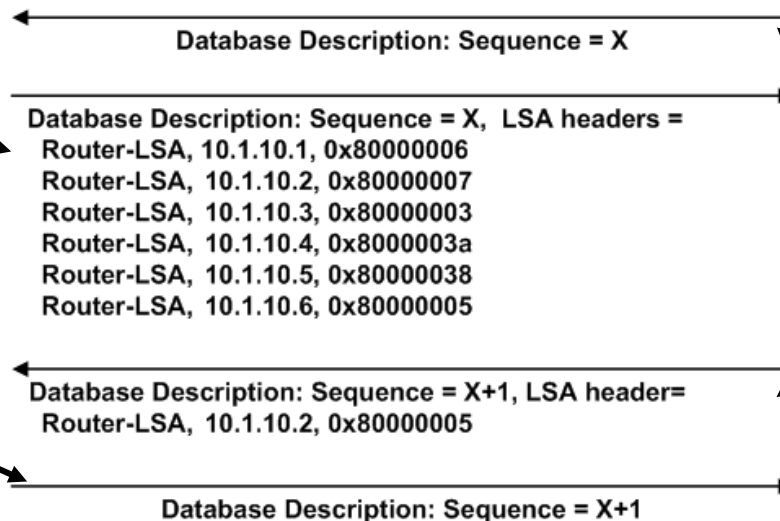 Database Description: Sequence = X
Database Description: Sequence = X, LSA headers =
Router-LSA, 10.1.10.1, 0x80000006
Router-LSA, 10.1.10.2, 0x80000007
Router-LSA, 10.1.10.3, 0x80000003
Router-LSA, 10.1.10.4, 0x8000003a
Router-LSA, 10.1.10.5, 0x80000038
Router-LSA, 10.1.10.6, 0x80000005
Database Description: Sequence = X+1, LSA header=
Router-LSA, 10.1.10.2, 0x80000005
Database Description: Sequence = X+1